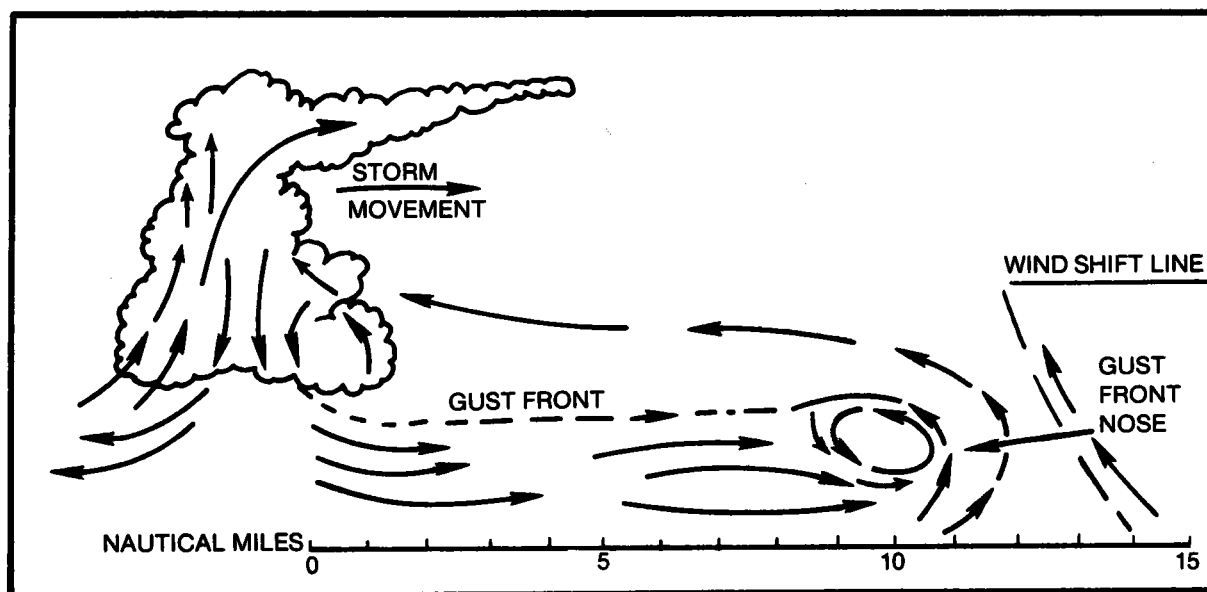 STORM
MOVEMENT
WIND SHIFT LINE
GUST
FRONT
NOSE
GUST FRONT
NAUTICAL MILES
0 5 10 15